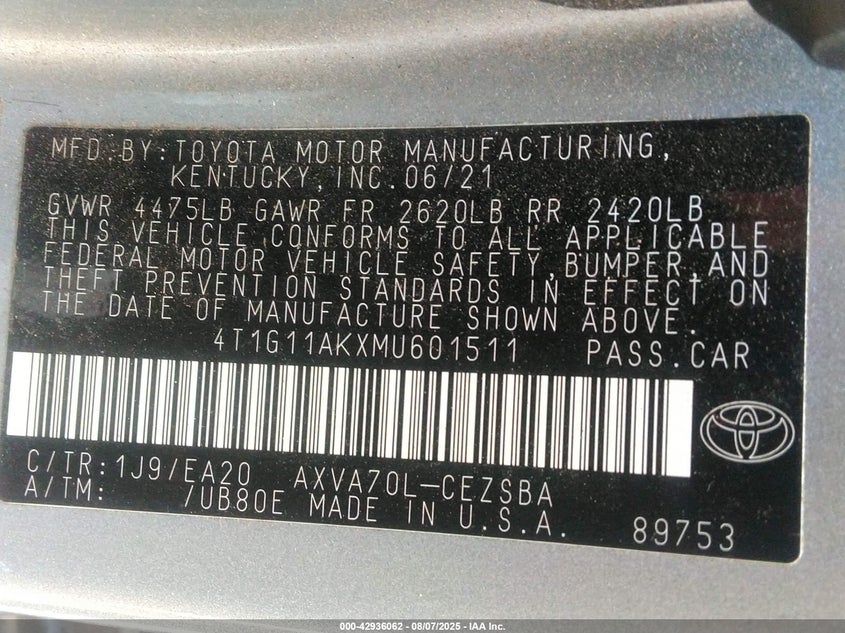 MFD.BY:TOYOTA MOTOR MANUFACTURING,
KENTUCKY,INC.06/21
GVWR 4475LB GAWR FR 2620LB RR 2420LB
THIS VEHICLE CONFORMS TO ALL APPLICABLE
FEDERAL MOTOR VEHICLE SAFETY,BUMPER,AND
THEFT PREVENTION STANDARDS IN EFFECT ON
THE DATE OF MANUFACTURE SHOWN ABOVE.
4T1G11AKXMU601511 PASS.CAR
C/TR:1J9/EA20 AXVA70L-CEZSBA
A/TM: /UB80E MADE IN U.S.A.
89753
000-42936062 - 08/07/2025 - IAA Inc.